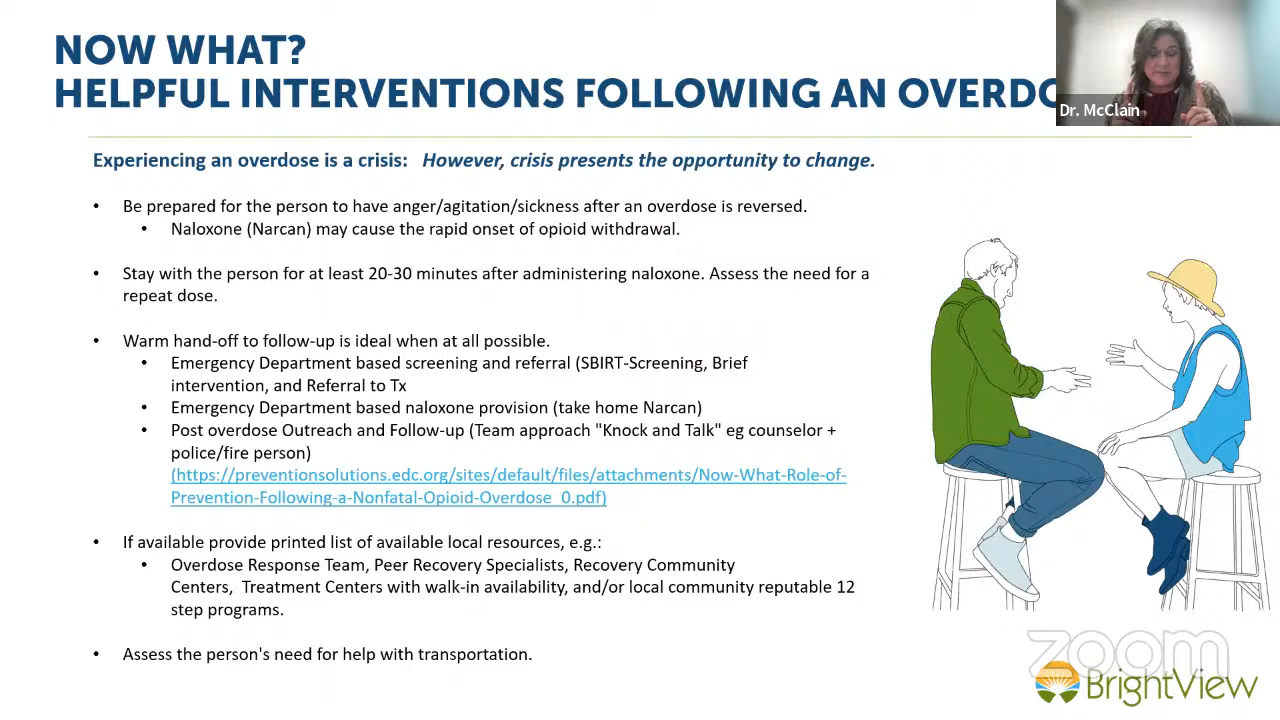 NOW WHAT?
HELPFUL INTERVENTIONS FOLLOWING AN OVERDO
Dr. McClain
Experiencing an overdose is a crisis: However, crisis presents the opportunity to change.
• Be prepared for the person to have anger/agitation/sickness after an overdose is reversed.
• Naloxone (Narcan) may cause the rapid onset of opioid withdrawal.
• Stay with the person for at least 20-30 minutes after administering naloxone. Assess the need for a
repeat dose.
• Warm hand-off to follow-up is ideal when at all possible.
• Emergency Department based screening and referral (SBIRT-Screening, Brief
intervention, and Referral to Tx
• Emergency Department based naloxone provision (take home Narcan)
• Post overdose Outreach and Follow-up (Team approach "Knock and Talk" eg counselor +
police/fire person)
(https://preventionsolutions.edc.org/sites/default/files/attachments/Now-What-Role-of-
Prevention-Following-a-Nonfatal-Opioid-Overdose_0.pdf)
• If available provide printed list of available local resources, e.g.:
• Overdose Response Team, Peer Recovery Specialists, Recovery Community
Centers, Treatment Centers with walk-in availability, and/or local community reputable 12
step programs.
• Assess the person's need for help with transportation.
zoom
BrightView